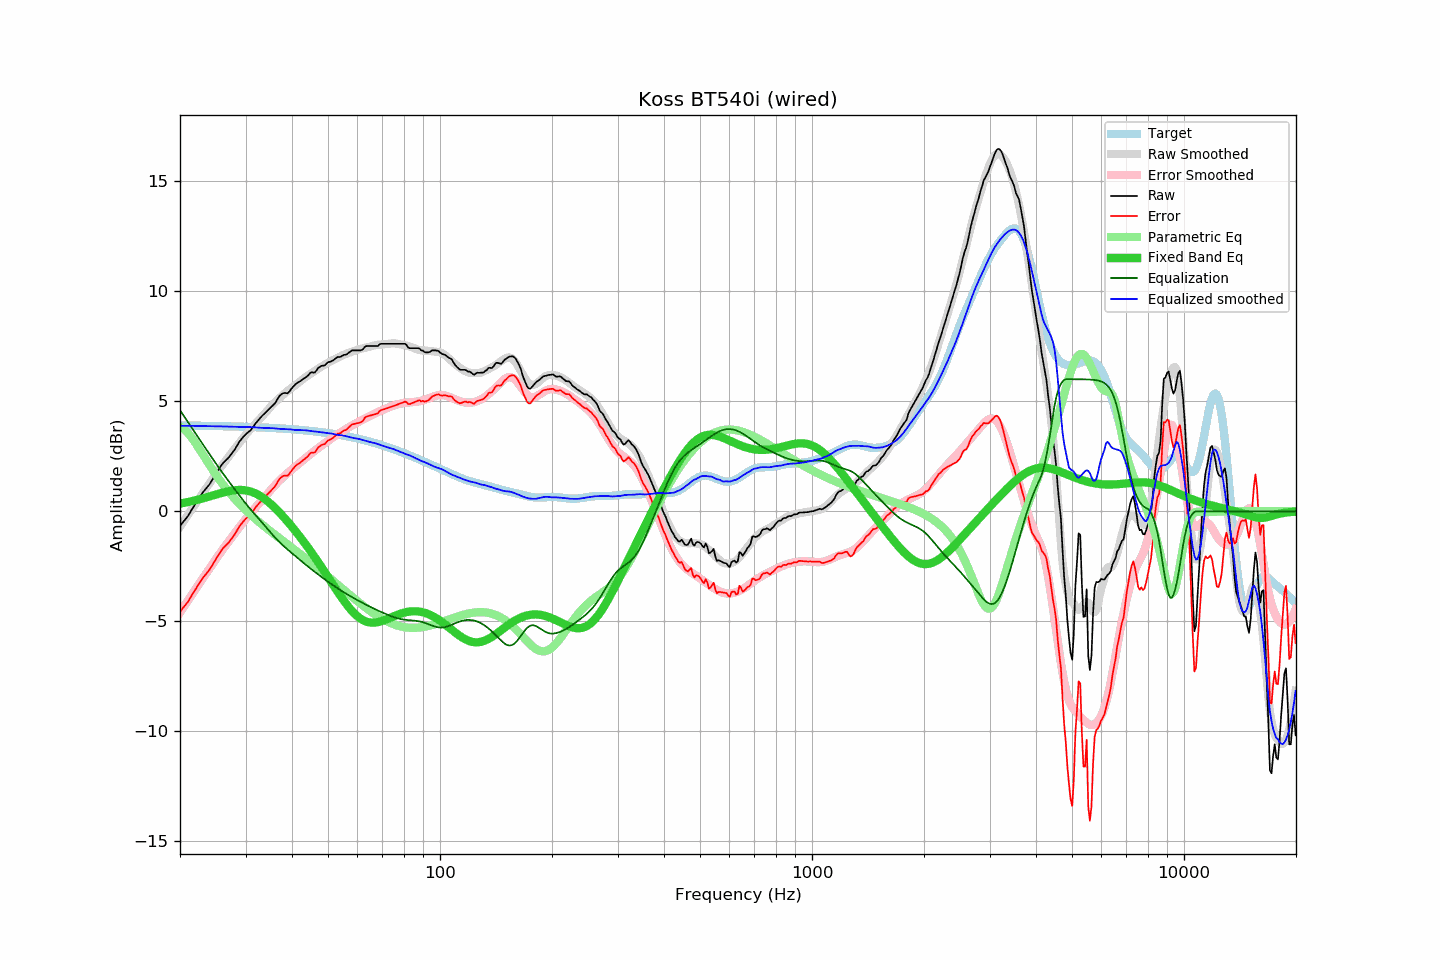 Koss BT540i (wired)
Target
Raw Smoothed
Error Smoothed
Raw
Error
Parametric Eq
Fixed Band Eq
Equalization
Equalized smoothed
15
10
5
0
−5
−10
−15
Amplitude (dBr)
100
1000
10000
Frequency (Hz)